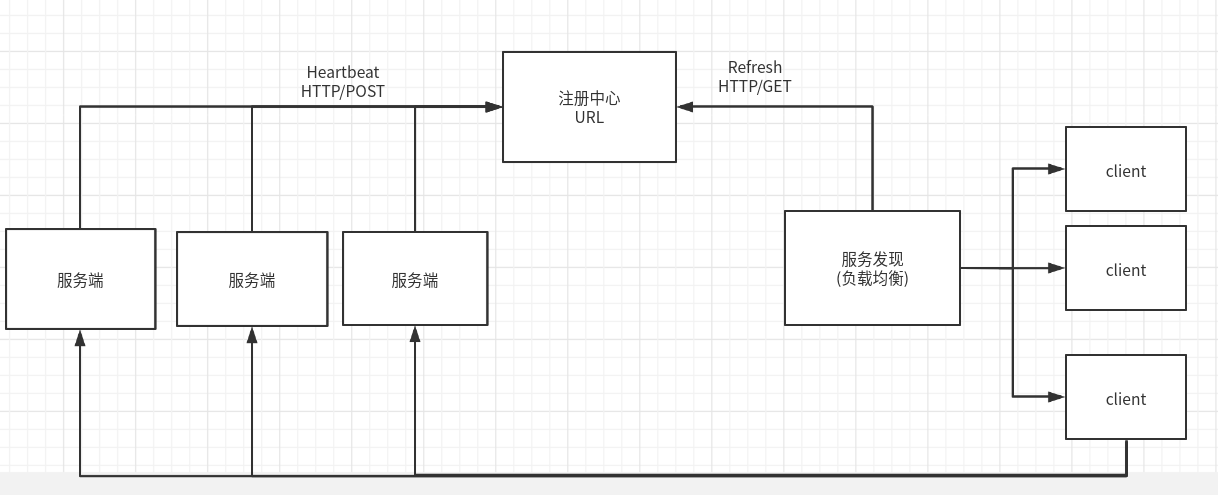 Heartbeat
HTTP/POST
注册中心
URL
Refresh
HTTP/GET
client
服务端
服务端
服务端
服务发现
(负载均衡)
client
client